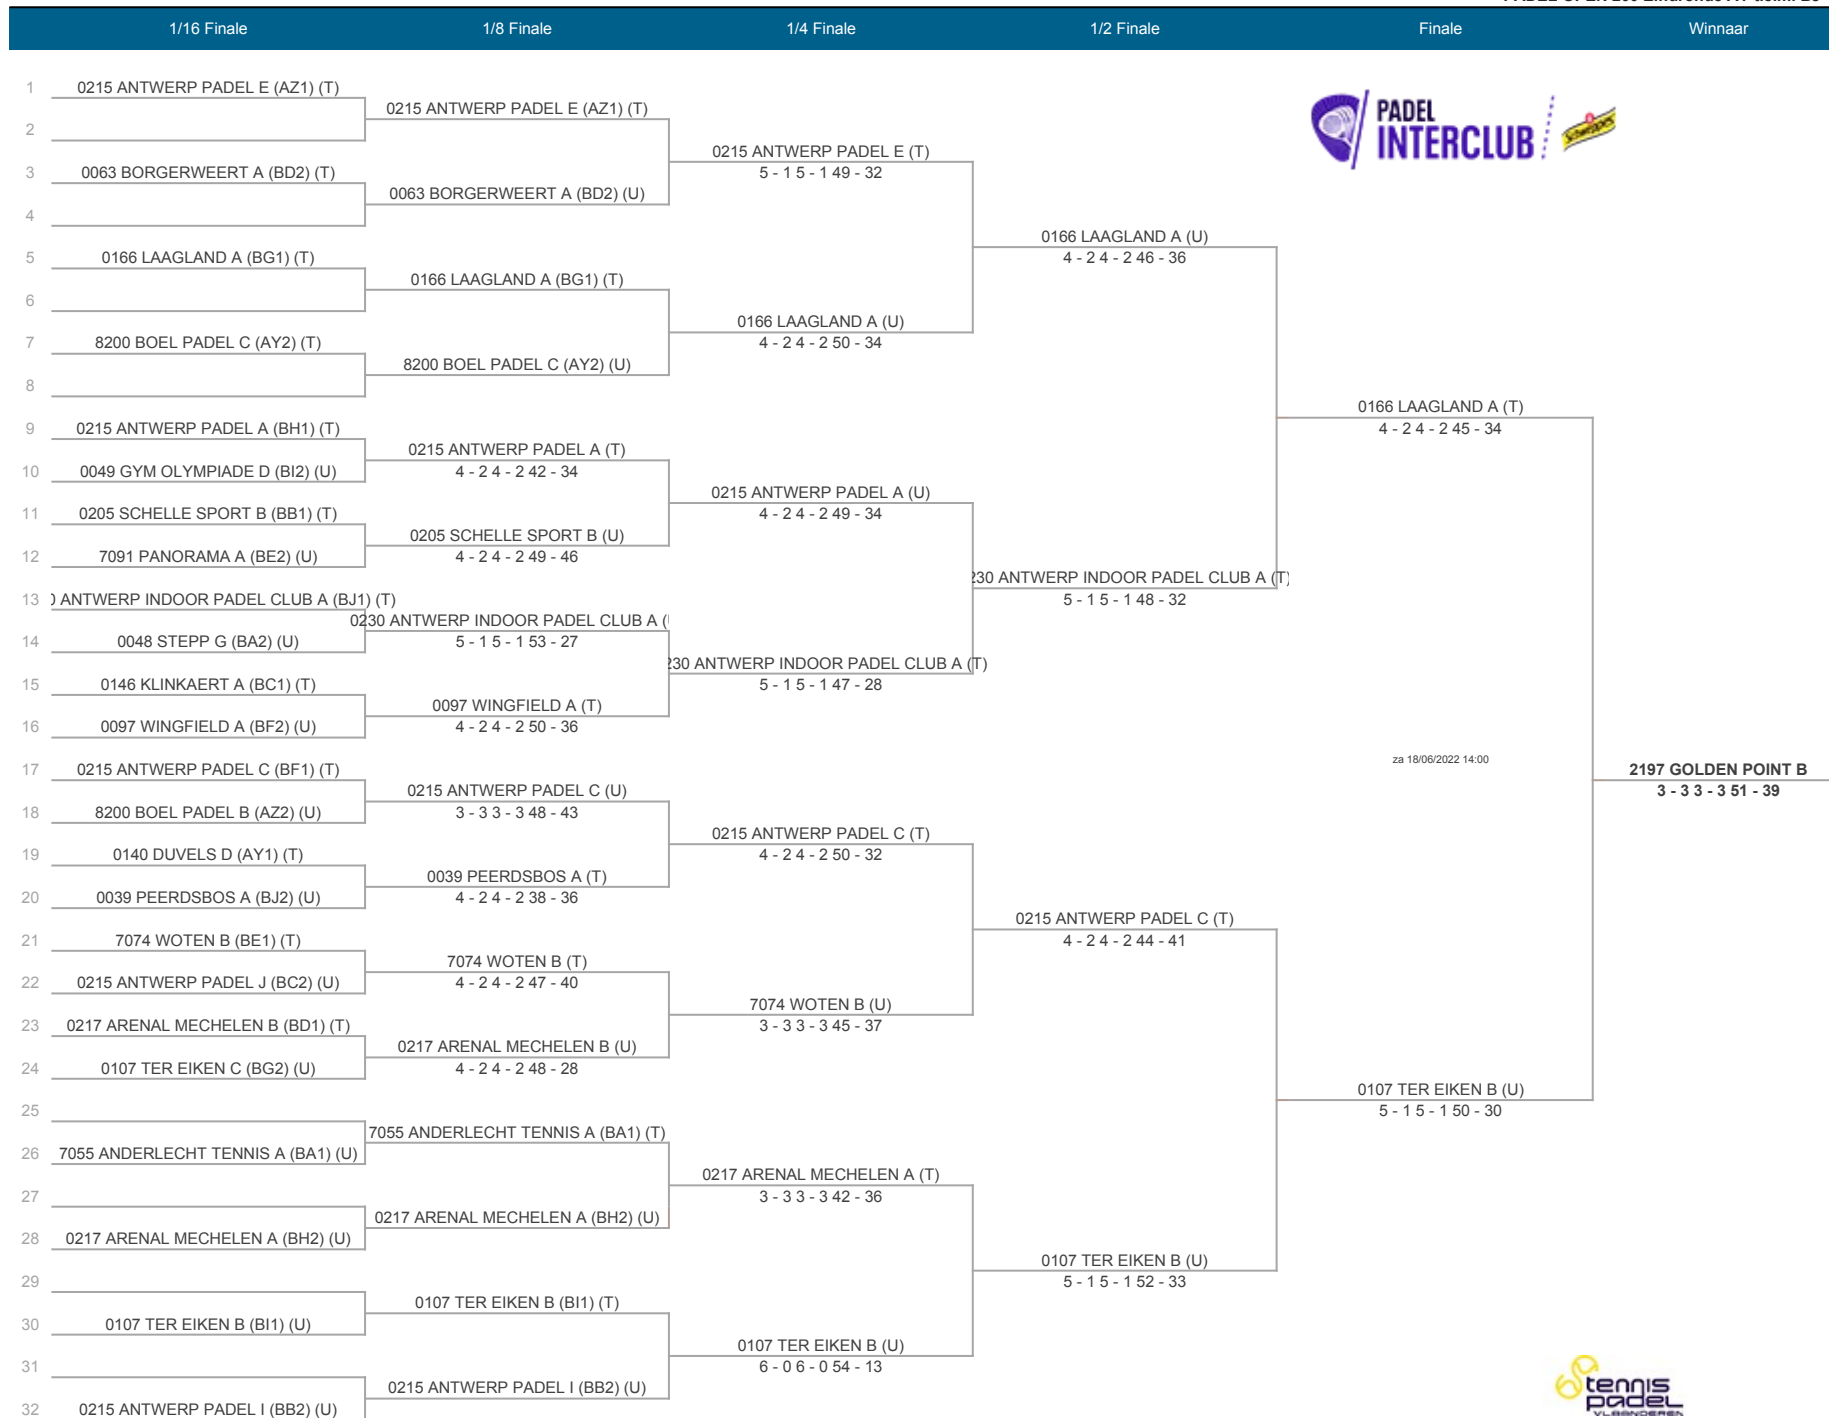 1/16 Finale 1/8 Finale 1/4 Finale 1/2 Finale Finale Winnaar
PADEL
INTERCLUB
Schweppes
1 0215 ANTWERP PADEL E (AZ1) (T)
0215 ANTWERP PADEL E (AZ1) (T)
2
0215 ANTWERP PADEL E (T)
3 0063 BORGERWEERT A (BD2) (T)
5 - 1 5 - 1 49 - 32
0063 BORGERWEERT A (BD2) (U)
4
0166 LAAGLAND A (U)
5 0166 LAAGLAND A (BG1) (T)
4 - 2 4 - 2 46 - 36
0166 LAAGLAND A (BG1) (T)
6
0166 LAAGLAND A (U)
7 8200 BOEL PADEL C (AY2) (T)
4 - 2 4 - 2 50 - 34
8200 BOEL PADEL C (AY2) (U)
8
0166 LAAGLAND A (T)
9 0215 ANTWERP PADEL A (BH1) (T)
4 - 2 4 - 2 45 - 34
0215 ANTWERP PADEL A (T)
10 0049 GYM OLYMPIADE D (BI2) (U)
4 - 2 4 - 2 42 - 34
0215 ANTWERP PADEL A (U)
11 0205 SCHELLE SPORT B (BB1) (T)
4 - 2 4 - 2 49 - 34
0205 SCHELLE SPORT B (U)
12 7091 PANORAMA A (BE2) (U)
4 - 2 4 - 2 49 - 46
230 ANTWERP INDOOR PADEL CLUB A (T)
13 ANTWERP INDOOR PADEL CLUB A (BJ1) (T)
5 - 1 5 - 1 48 - 32
0230 ANTWERP INDOOR PADEL CLUB A (
14 0048 STEPP G (BA2) (U)
5 - 1 5 - 1 53 - 27
230 ANTWERP INDOOR PADEL CLUB A (T)
15 0146 KLINKAERT A (BC1) (T)
5 - 1 5 - 1 47 - 28
0097 WINGFIELD A (T)
16 0097 WINGFIELD A (BF2) (U)
4 - 2 4 - 2 50 - 36
za 18/06/2022 14:00
17 0215 ANTWERP PADEL C (BF1) (T)
2197 GOLDEN POINT B
3 - 3 3 - 3 51 - 39
0215 ANTWERP PADEL C (U)
18 8200 BOEL PADEL B (AZ2) (U)
3 - 3 3 - 3 48 - 43
0215 ANTWERP PADEL C (T)
19 0140 DUVELS D (AY1) (T)
4 - 2 4 - 2 50 - 32
0039 PEERDSBOS A (T)
20 0039 PEERDSBOS A (BJ2) (U)
4 - 2 4 - 2 38 - 36
0215 ANTWERP PADEL C (T)
21 7074 WOTEN B (BE1) (T)
4 - 2 4 - 2 44 - 41
7074 WOTEN B (T)
22 0215 ANTWERP PADEL J (BC2) (U)
4 - 2 4 - 2 47 - 40
7074 WOTEN B (U)
23 0217 ARENAL MECHELEN B (BD1) (T)
3 - 3 3 - 3 45 - 37
0217 ARENAL MECHELEN B (U)
24 0107 TER EIKEN C (BG2) (U)
4 - 2 4 - 2 48 - 28
0107 TER EIKEN B (U)
25
5 - 1 5 - 1 50 - 30
7055 ANDERLECHT TENNIS A (BA1) (T)
26 7055 ANDERLECHT TENNIS A (BA1) (U)
0217 ARENAL MECHELEN A (T)
27
3 - 3 3 - 3 42 - 36
0217 ARENAL MECHELEN A (BH2) (U)
28 0217 ARENAL MECHELEN A (BH2) (U)
0107 TER EIKEN B (U)
29
5 - 1 5 - 1 52 - 33
0107 TER EIKEN B (BI1) (T)
30 0107 TER EIKEN B (BI1) (U)
0107 TER EIKEN B (U)
31
6 - 0 6 - 0 54 - 13
0215 ANTWERP PADEL I (BB2) (U)
32 0215 ANTWERP PADEL I (BB2) (U)
tennis
padel
VLAANDEREN